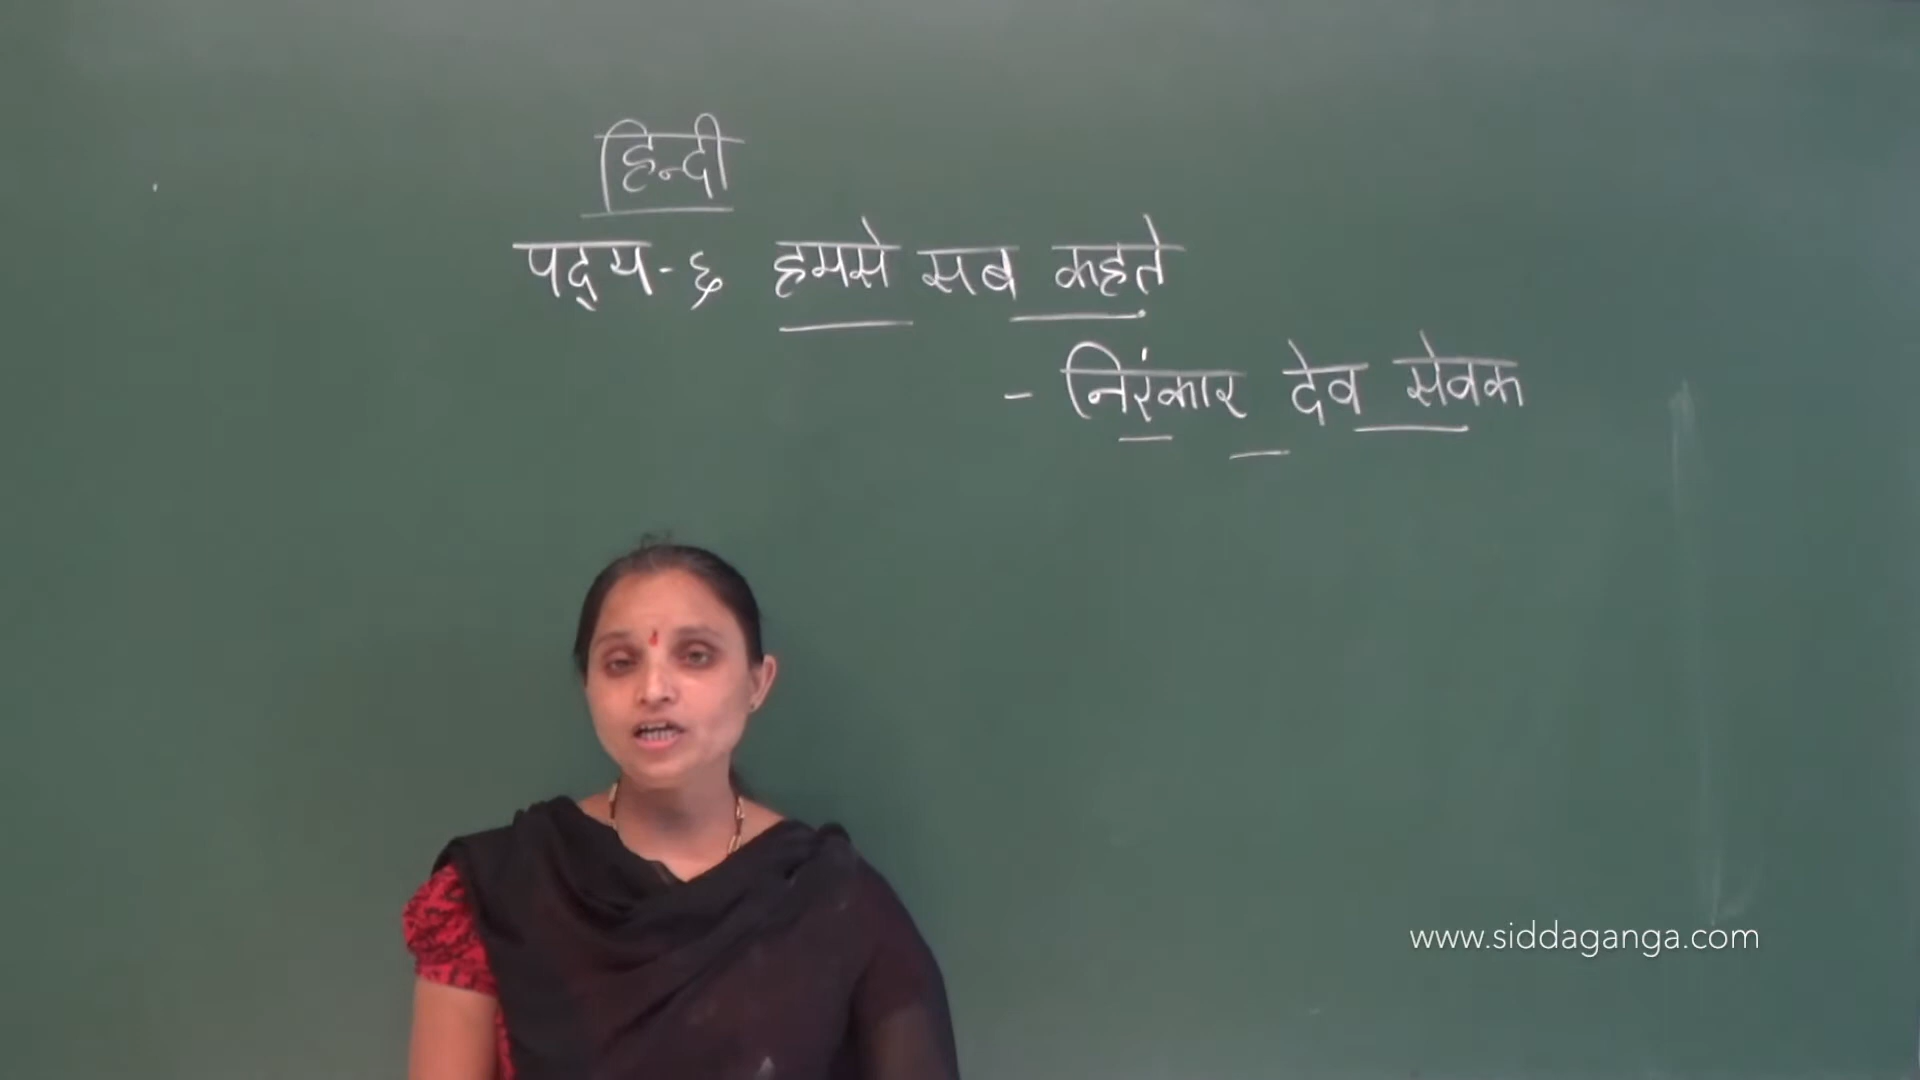 हिन्दी
पद्य - ६ हमसे सब कहते
- निरंकार देव सेवक
www.siddaganga.com